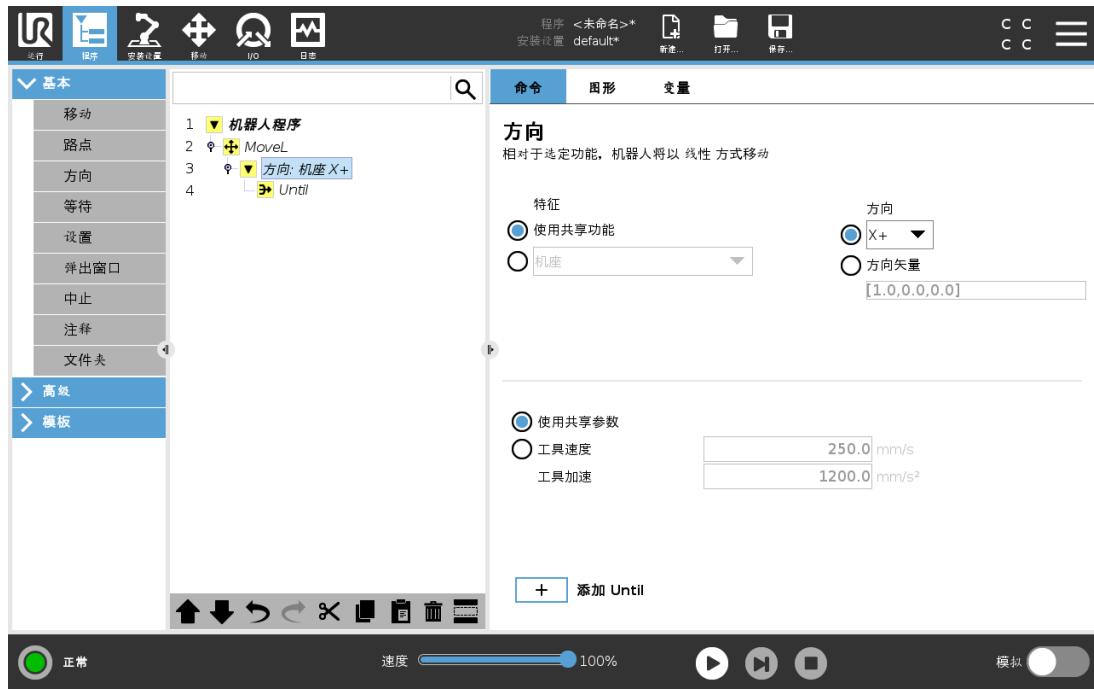 程序 <未命名>*
安装设置 default*
C C
C C
运行 程序 安装设置 移动 I/O 日志 新建... 打开... 保存...
基本
移动
路点
方向
等待
设置
弹出窗口
中止
注释
文件夹
高级
模板
1 机器人程序
2 MoveL
3 方向: 机座 X+
4 Until
命令 图形 变量
方向
相对于选定功能，机器人将以 线性 方式移动
特征
使用共享功能
机座
方向
X+
方向矢量
[1.0,0.0,0.0]
使用共享参数
工具速度 250.0 mm/s
工具加速 1200.0 mm/s²
+ 添加 Until
正常
速度 100%
模拟